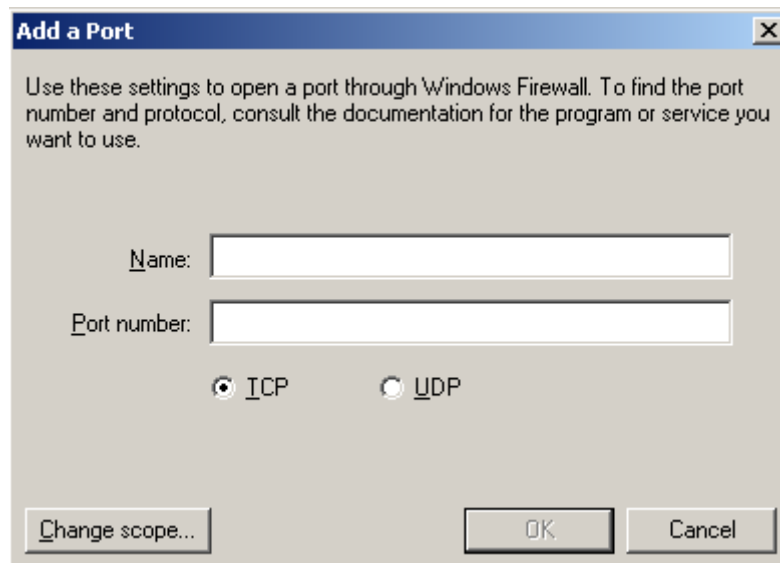 Add a Port
Use these settings to open a port through Windows Firewall. To find the port
number and protocol, consult the documentation for the program or service you
want to use.
Name:
Port number:
TCP UDP
Change scope... OK Cancel